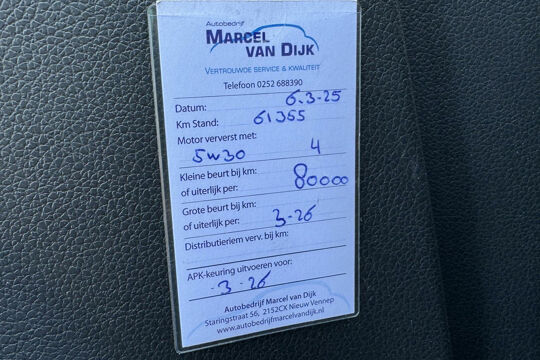 Autobedrijf
MARCEL
VAN DIJK
VERTROUWDE SERVICE & KWALITEIT
Telefoon 0252 688390
Datum: 6.3-25
Km Stand: 61355
Motor ververst met:
5W30 4
Kleine beurt bij km:
of uiterlijk per: 80000
Grote beurt bij km:
of uiterlijk per: 3-26
Distributieriem verv. bij km:
APK-keuring uitvoeren voor:
-3-26
Autobedrijf Marcel van Dijk
Staringstraat 56, 2152CX Nieuw Vennep
www.autobedrijfmarcelvandijk.nl